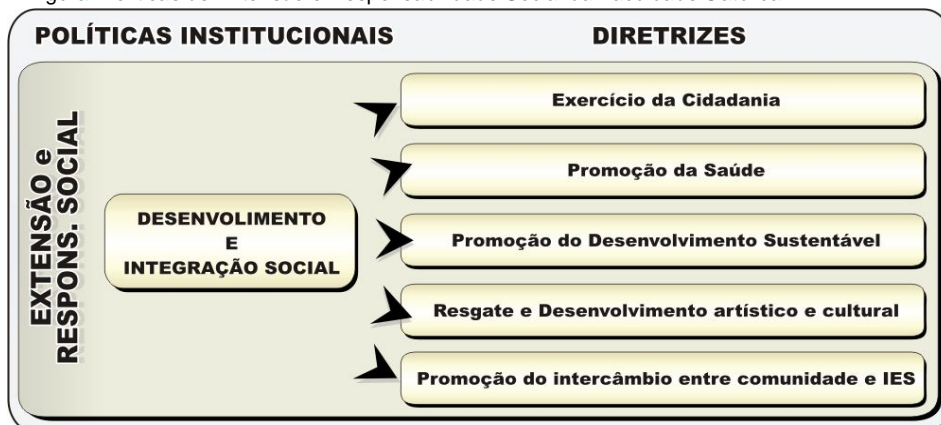 POLÍTICAS INSTITUCIONAIS
DIRETRIZES
EXTENSÃO e
RESPONS. SOCIAL
DESENVOLIMENTO
E
INTEGRAÇÃO SOCIAL
Exercício da Cidadania
Promoção da Saúde
Promoção do Desenvolvimento Sustentável
Resgate e Desenvolvimento artístico e cultural
Promoção do intercâmbio entre comunidade e IES